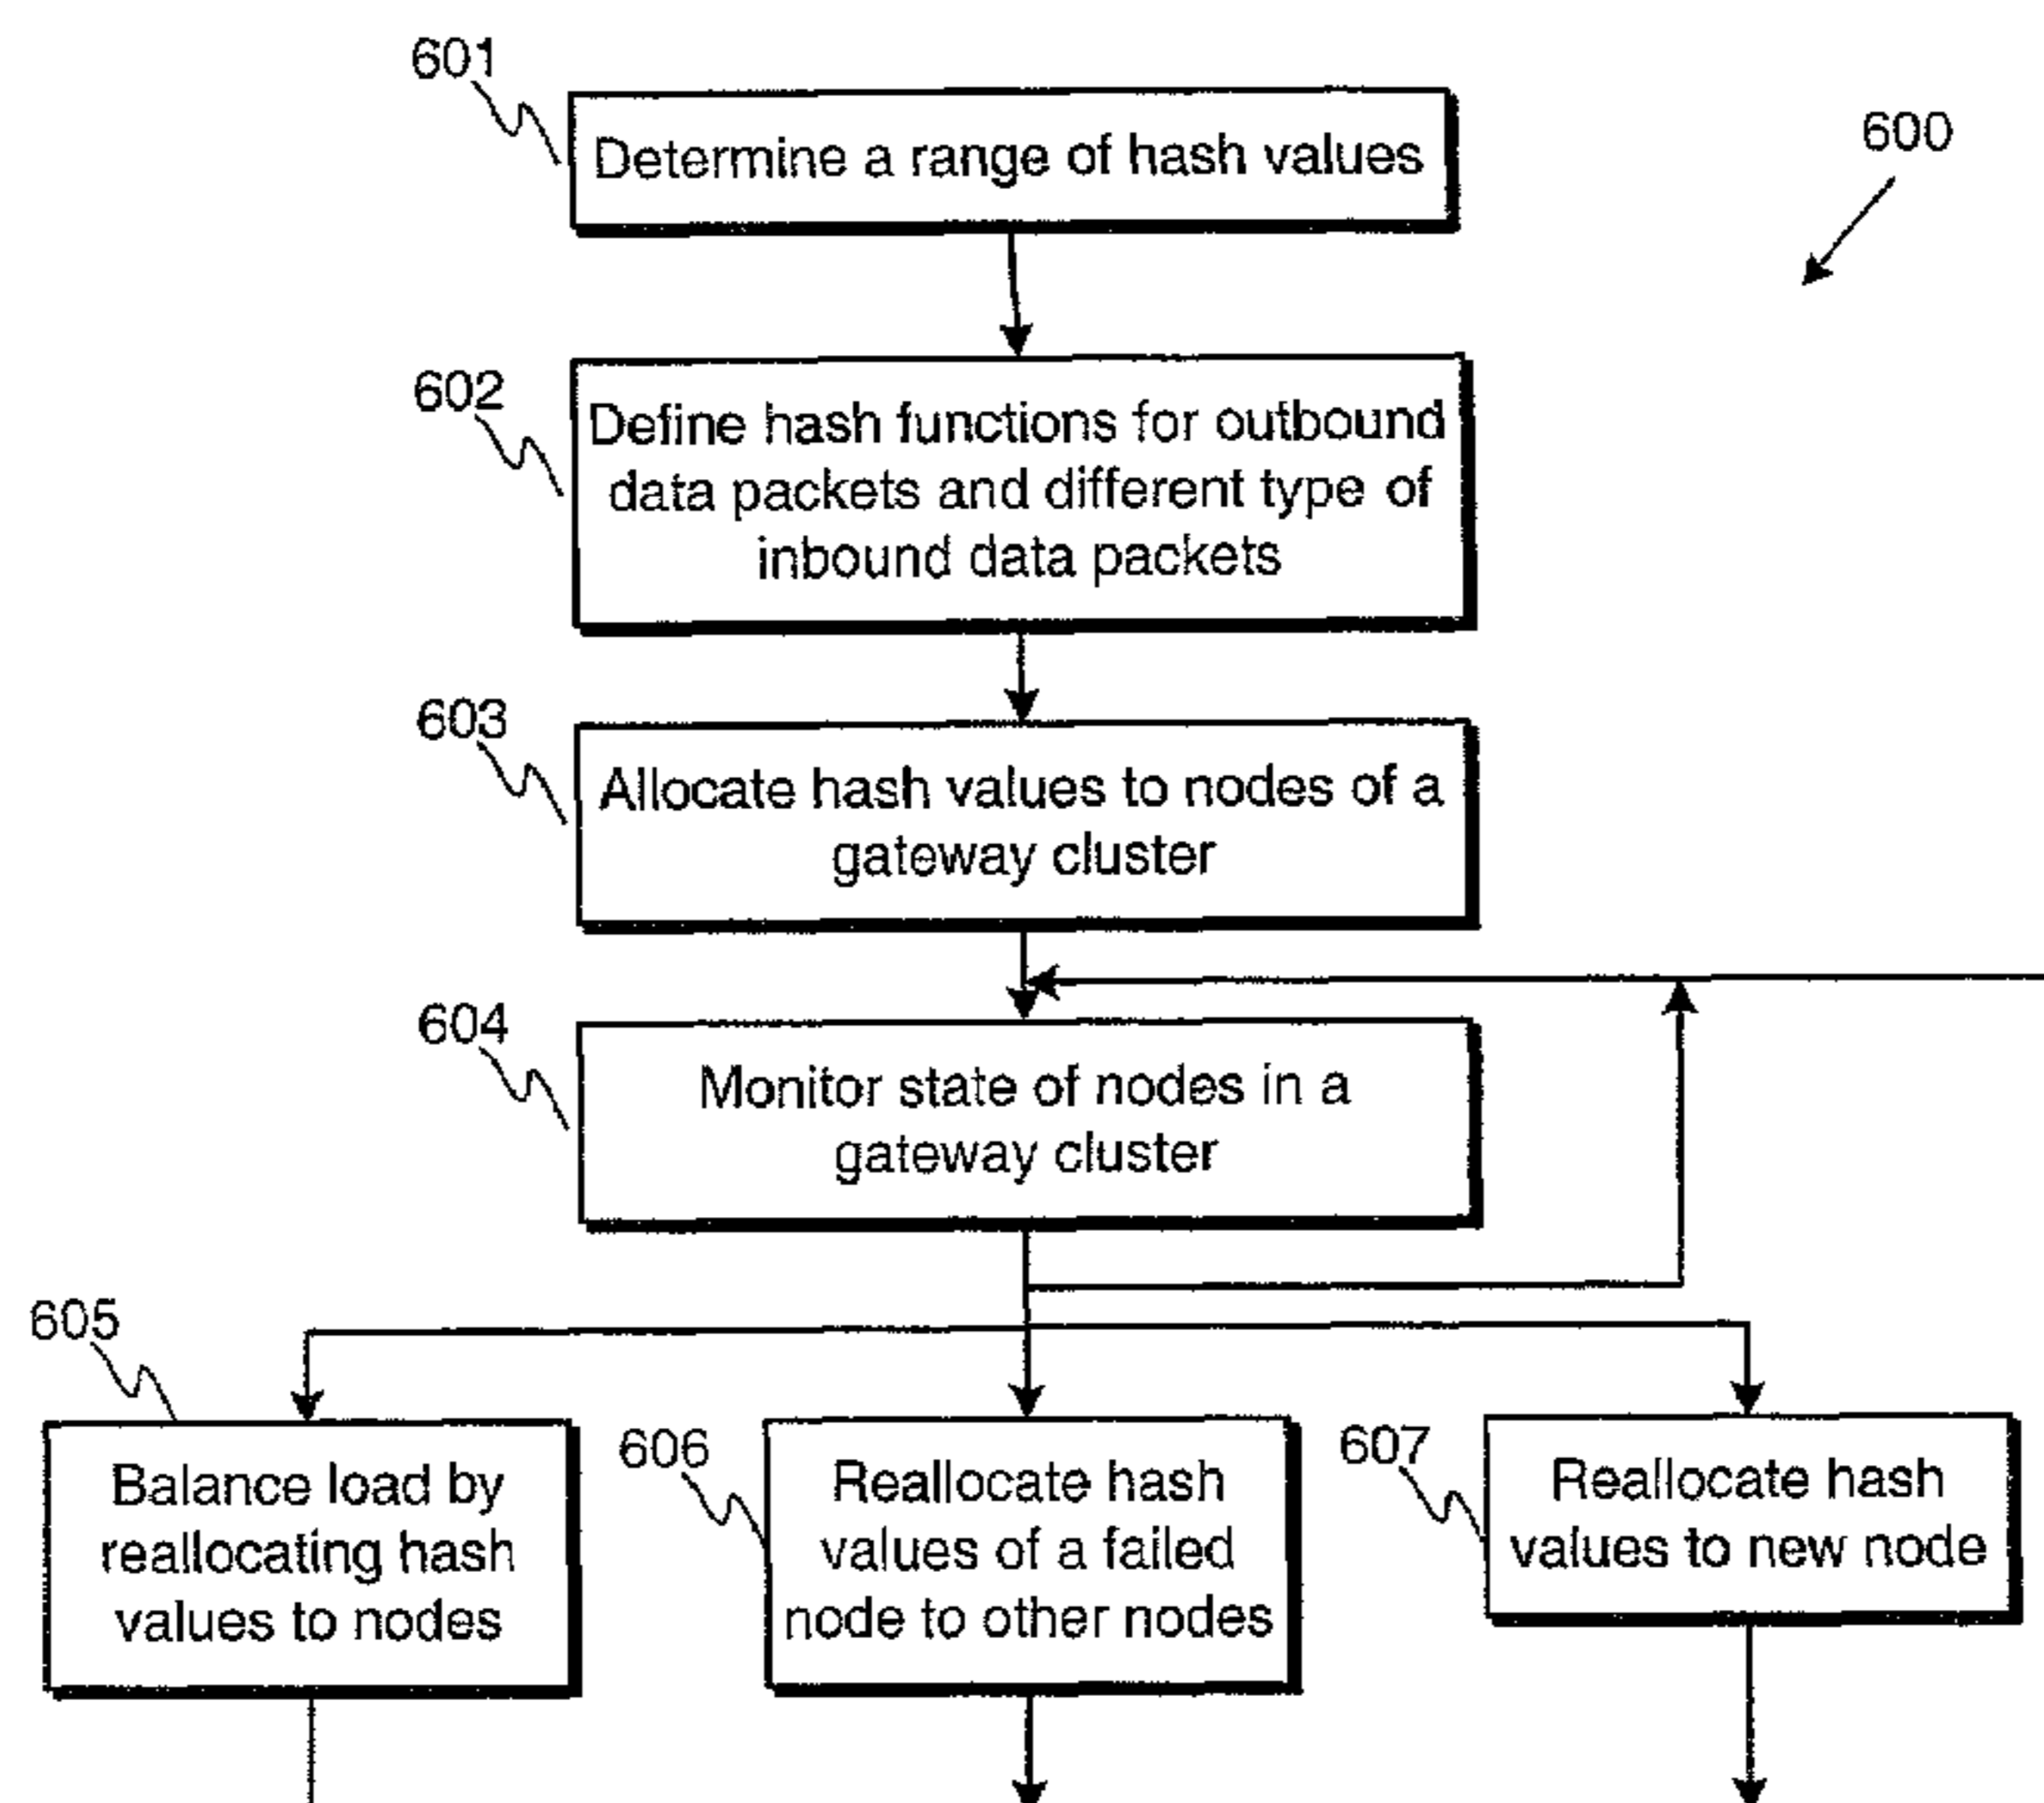 601
Determine a range of hash values
600
602
Define hash functions for outbound
data packets and different type of
inbound data packets
603
Allocate hash values to nodes of a
gateway cluster
604
Monitor state of nodes in a
gateway cluster
605
Balance load by
reallocating hash
values to nodes
606
Reallocate hash
values of a failed
node to other nodes
607
Reallocate hash
values to new node